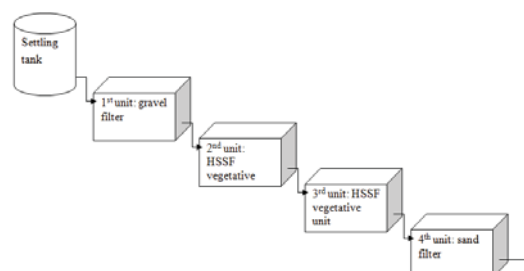 Settling
tank
1st unit: gravel
filter
2nd unit:
HSSF
vegetative
3rd unit: HSSF
vegetative
unit
4th unit: sand
filter